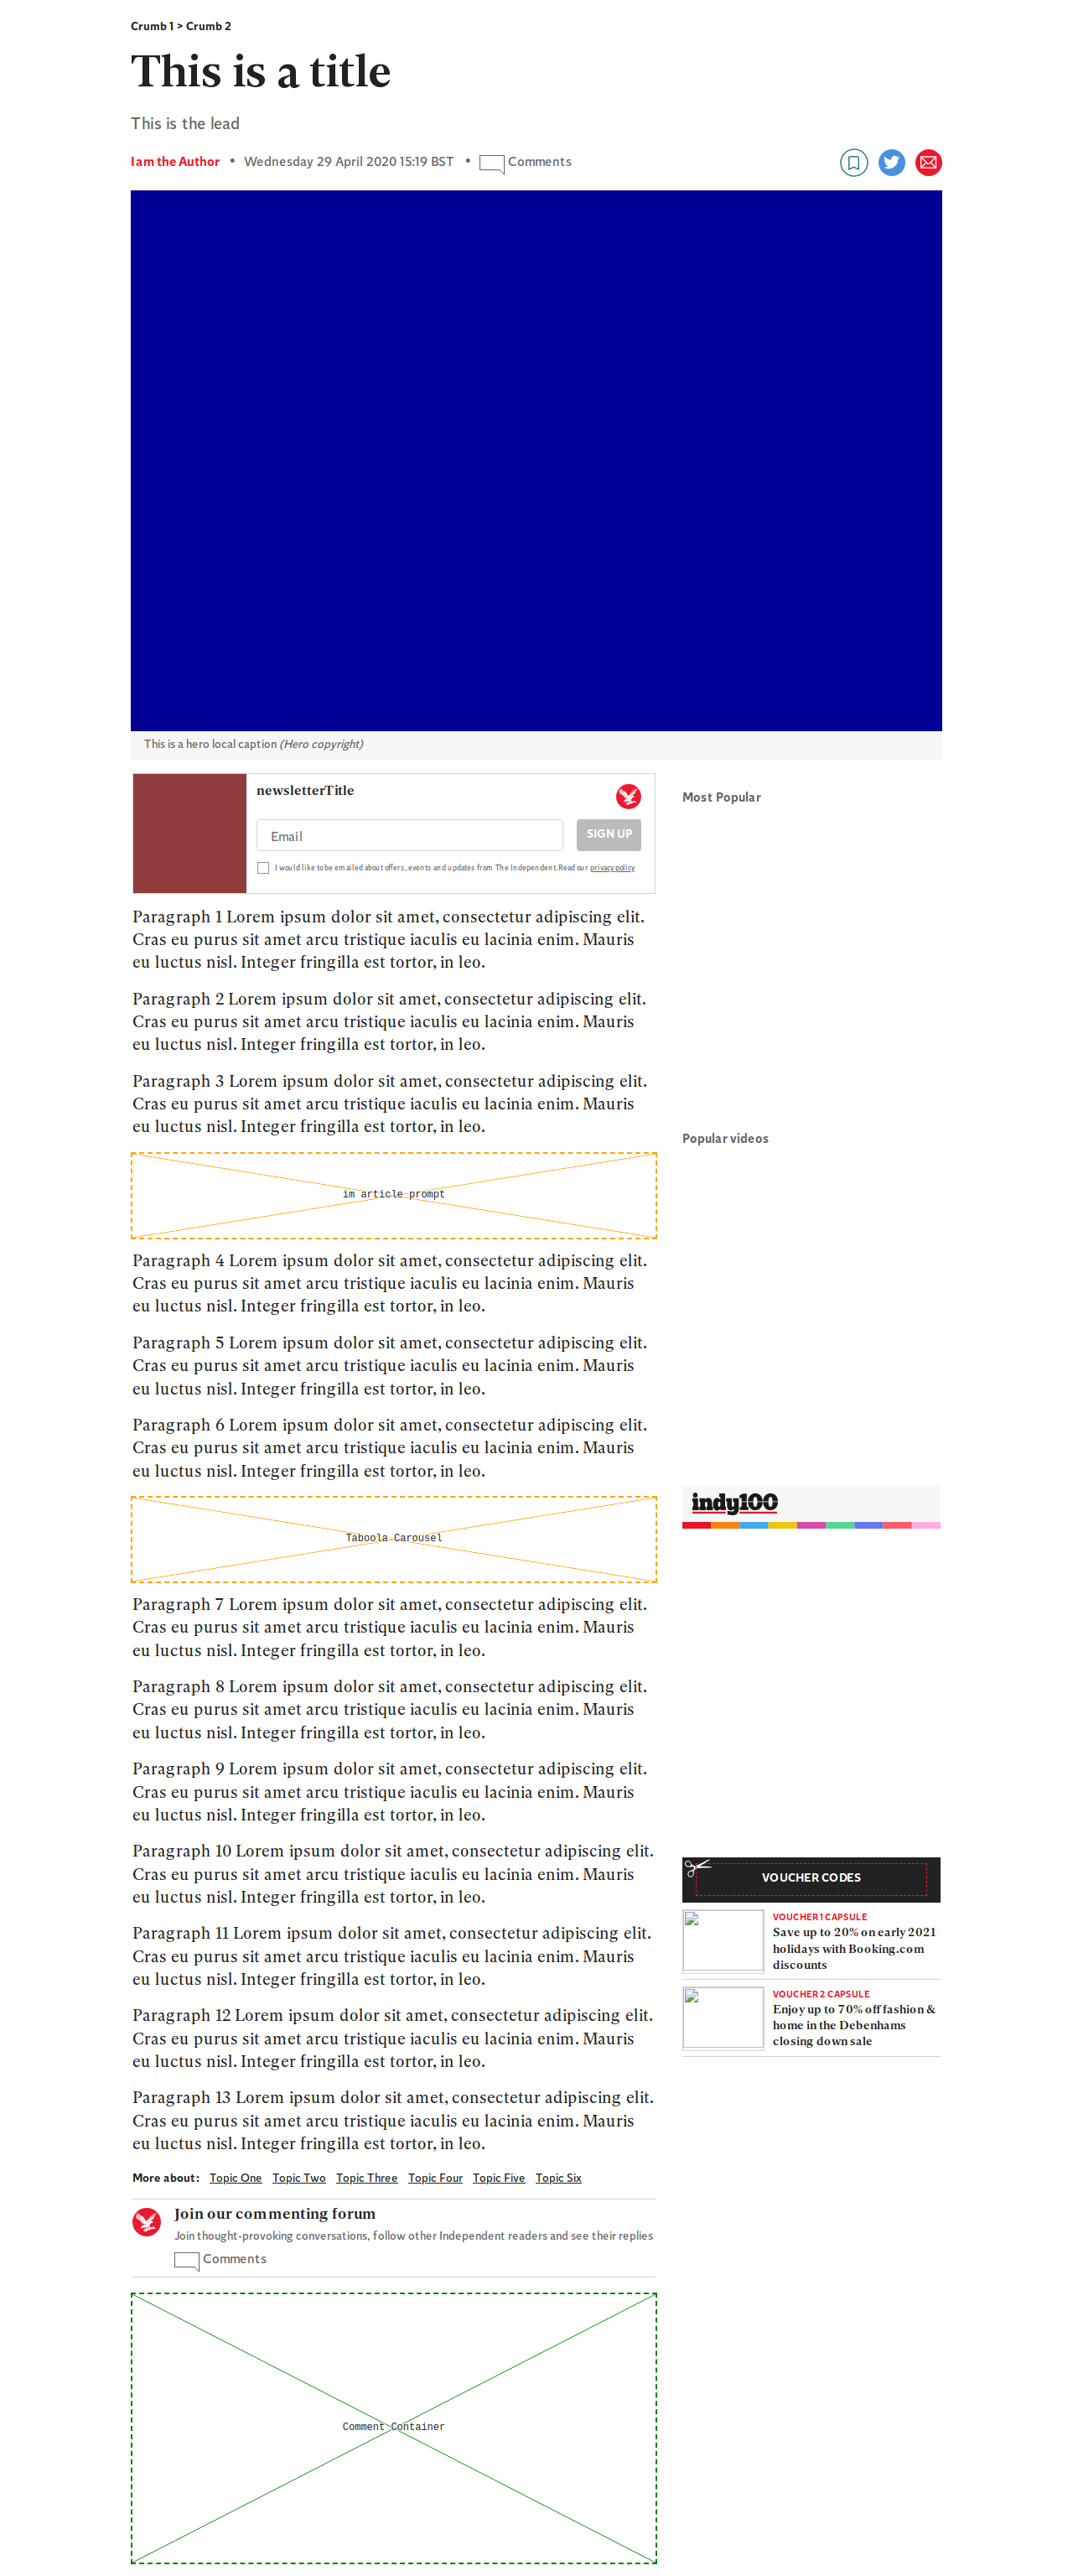 Crumb 1 > Crumb 2
This is a title
This is the lead
I am the Author • Wednesday 29 April 2020 15:19 BST • Comments
This is a hero local caption (Hero copyright)
newsletterTitle
Email
SIGN UP
I would like to be emailed about offers, events and updates from The Independent.Read our privacy policy
Paragraph 1 Lorem ipsum dolor sit amet, consectetur adipiscing elit.
Cras eu purus sit amet arcu tristique iaculis eu lacinia enim. Mauris
eu luctus nisl. Integer fringilla est tortor, in leo.
Paragraph 2 Lorem ipsum dolor sit amet, consectetur adipiscing elit.
Cras eu purus sit amet arcu tristique iaculis eu lacinia enim. Mauris
eu luctus nisl. Integer fringilla est tortor, in leo.
Paragraph 3 Lorem ipsum dolor sit amet, consectetur adipiscing elit.
Cras eu purus sit amet arcu tristique iaculis eu lacinia enim. Mauris
eu luctus nisl. Integer fringilla est tortor, in leo.
im article prompt
Paragraph 4 Lorem ipsum dolor sit amet, consectetur adipiscing elit.
Cras eu purus sit amet arcu tristique iaculis eu lacinia enim. Mauris
eu luctus nisl. Integer fringilla est tortor, in leo.
Paragraph 5 Lorem ipsum dolor sit amet, consectetur adipiscing elit.
Cras eu purus sit amet arcu tristique iaculis eu lacinia enim. Mauris
eu luctus nisl. Integer fringilla est tortor, in leo.
Paragraph 6 Lorem ipsum dolor sit amet, consectetur adipiscing elit.
Cras eu purus sit amet arcu tristique iaculis eu lacinia enim. Mauris
eu luctus nisl. Integer fringilla est tortor, in leo.
Taboola Carousel
Paragraph 7 Lorem ipsum dolor sit amet, consectetur adipiscing elit.
Cras eu purus sit amet arcu tristique iaculis eu lacinia enim. Mauris
eu luctus nisl. Integer fringilla est tortor, in leo.
Paragraph 8 Lorem ipsum dolor sit amet, consectetur adipiscing elit.
Cras eu purus sit amet arcu tristique iaculis eu lacinia enim. Mauris
eu luctus nisl. Integer fringilla est tortor, in leo.
Paragraph 9 Lorem ipsum dolor sit amet, consectetur adipiscing elit.
Cras eu purus sit amet arcu tristique iaculis eu lacinia enim. Mauris
eu luctus nisl. Integer fringilla est tortor, in leo.
Paragraph 10 Lorem ipsum dolor sit amet, consectetur adipiscing elit.
Cras eu purus sit amet arcu tristique iaculis eu lacinia enim. Mauris
eu luctus nisl. Integer fringilla est tortor, in leo.
Paragraph 11 Lorem ipsum dolor sit amet, consectetur adipiscing elit.
Cras eu purus sit amet arcu tristique iaculis eu lacinia enim. Mauris
eu luctus nisl. Integer fringilla est tortor, in leo.
Paragraph 12 Lorem ipsum dolor sit amet, consectetur adipiscing elit.
Cras eu purus sit amet arcu tristique iaculis eu lacinia enim. Mauris
eu luctus nisl. Integer fringilla est tortor, in leo.
Paragraph 13 Lorem ipsum dolor sit amet, consectetur adipiscing elit.
Cras eu purus sit amet arcu tristique iaculis eu lacinia enim. Mauris
eu luctus nisl. Integer fringilla est tortor, in leo.
More about: Topic One Topic Two Topic Three Topic Four Topic Five Topic Six
Join our commenting forum
Join thought-provoking conversations, follow other Independent readers and see their replies
Comments
Comment Container
Most Popular
Popular videos
indy100
VOUCHER CODES
VOUCHER 1 CAPSULE
Save up to 20% on early 2021
holidays with Booking.com
discounts
VOUCHER 2 CAPSULE
Enjoy up to 70% off fashion &
home in the Debenhams
closing down sale